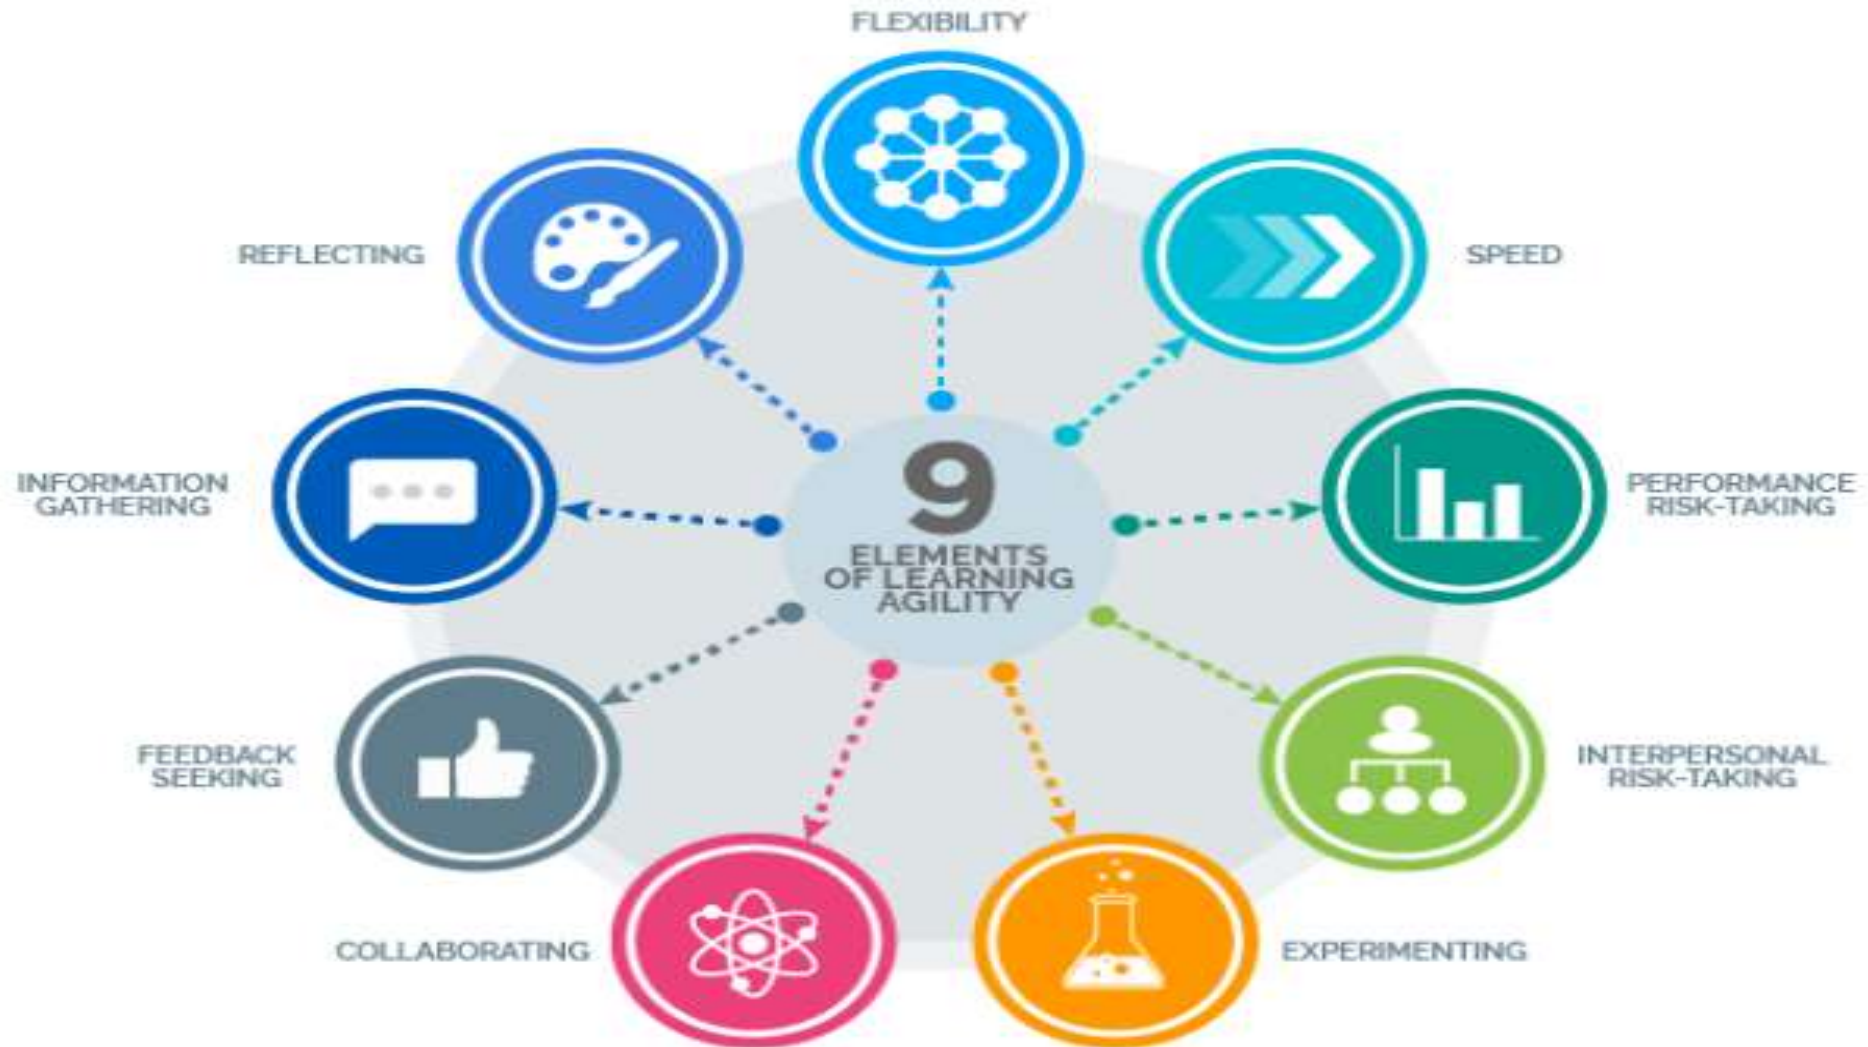 FLEXIBILITY
REFLECTING
SPEED
INFORMATION
GATHERING
9
ELEMENTS
OF LEARNING
AGILITY
PERFORMANCE
RISK-TAKING
FEEDBACK
SEEKING
INTERPERSONAL
RISK-TAKING
COLLABORATING
EXPERIMENTING